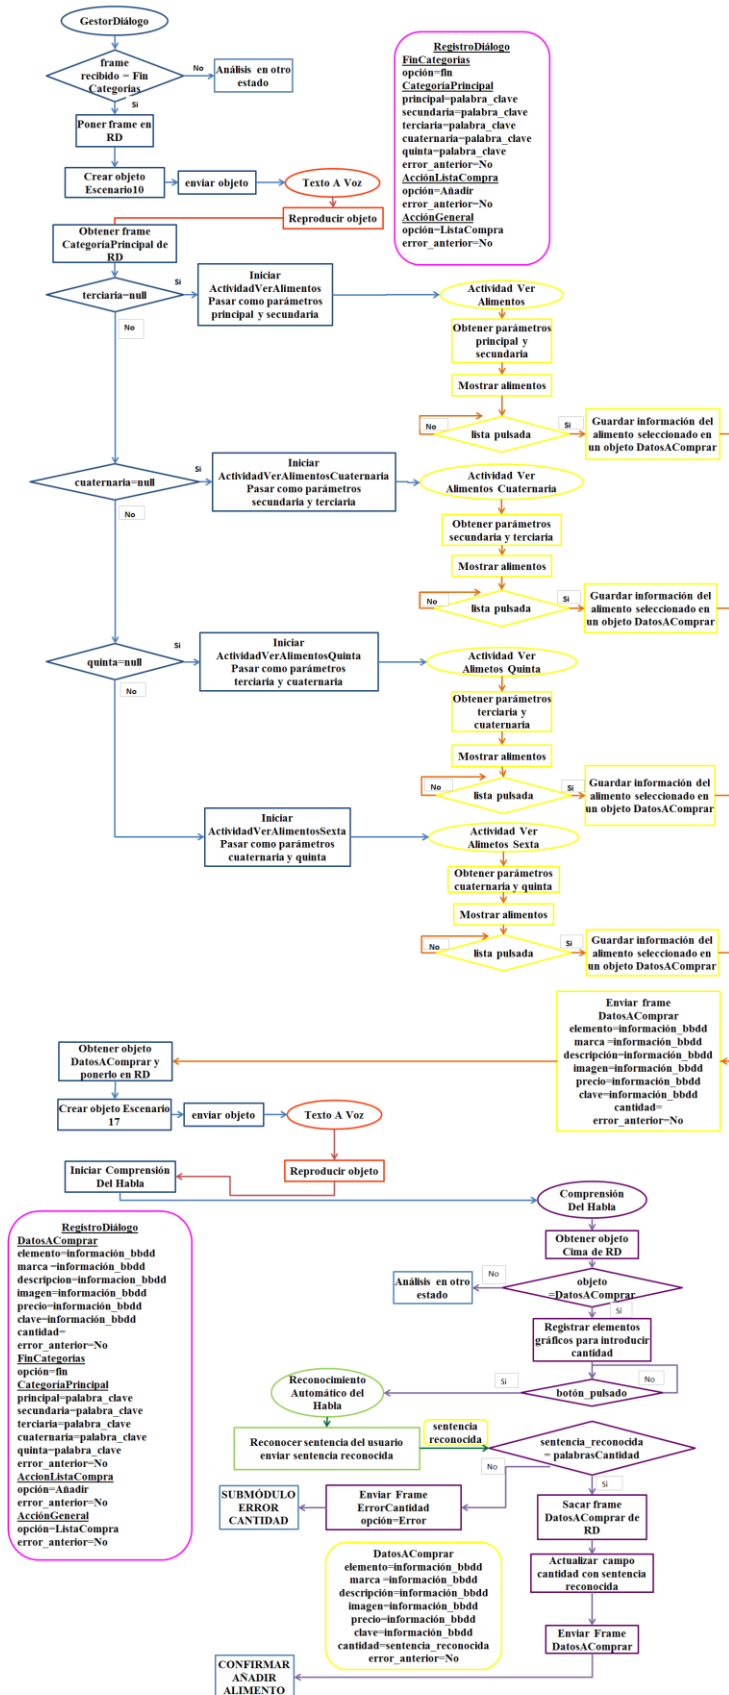 GestorDiálogo
frame
recibido = Fin
Categorias
No
Análisis en otro
estado
Si
Poner frame en
RD
Crear objeto
Escenario10
enviar objeto
Texto A Voz
Reproducir objeto
RegistroDiálogo
FinCategorias
opción=fin
CategoríaPrincipal
principal=palabra_clave
secundaria=palabra_clave
terciaria=palabra_clave
cuaternaria=palabra_clave
quinta=palabra_clave
error_anterior=No
AcciónListaCompra
opción=Añadir
error_anterior=No
AcciónGeneral
opción=ListaCompra
error_anterior=No
Obtener frame
CategoríaPrincipal de
RD
terciaria=null
Si
No
Iniciar
ActividadVerAlimentos
Pasar como parámetros
principal y secundaria
Actividad Ver
Alimentos
Obtener parámetros
principal y
secundaria
Mostrar alimentos
No
lista pulsada
Si
Guardar información del
alimento seleccionado en
un objeto DatosAComprar
cuaternaria=null
Si
No
Iniciar
ActividadVerAlimentosCuaternaria
Pasar como parámetros
secundaria y terciaria
Actividad Ver
Alimentos Cuaternaria
Obtener parámetros
secundaria y terciaria
Mostrar alimentos
No
lista pulsada
Si
Guardar información del
alimento seleccionado en
un objeto DatosAComprar
quinta=null
Si
No
Iniciar
ActividadVerAlimentosQuinta
Pasar como parámetros
terciaria y cuaternaria
Actividad Ver
Alimetos Quinta
Obtener parámetros
terciaria y
cuaternaria
Mostrar alimentos
No
lista pulsada
Si
Guardar información del
alimento seleccionado en
un objeto DatosAComprar
Iniciar
ActividadVerAlimentosSexta
Pasar como parámetros
cuaternaria y quinta
Actividad Ver
Alimetos Sexta
Obtener parámetros
cuaternaria y quinta
Mostrar alimentos
No
lista pulsada
Si
Guardar información del
alimento seleccionado en
un objeto DatosAComprar
Enviar frame
DatosAComprar
elemento=información_bbdd
marca =información_bbdd
descripción=información_bbdd
imagen=información_bbdd
precio=información_bbdd
clave=información_bbdd
cantidad=
error_anterior=No
Obtener objeto
DatosAComprar y
ponerlo en RD
Crear objeto Escenario
17
enviar objeto
Texto A Voz
Reproducir objeto
Iniciar Comprensión
Del Habla
Comprensión
Del Habla
Obtener objeto
Cima de RD
objeto
=DatosAComprar
No
Análisis en otro
estado
Sí
Registrar elementos
gráficos para introducir
cantidad
botón_pulsado
No
Si
Reconocimiento
Automático del
Habla
Reconocer sentencia del usuario
enviar sentencia reconocida
sentencia
reconocida
sentencia_reconocida
= palabrasCantidad
No
Si
Enviar Frame
ErrorCantidad
opción=Error
SUBMÓDULO
ERROR
CANTIDAD
Sacar frame
DatosAComprar de
RD
Actualizar campo
cantidad con sentencia
reconocida
Enviar Frame
DatosAComprar
RegistroDiálogo
DatosAComprar
elemento=información_bbdd
marca =información_bbdd
descripcion=informacion_bbdd
imagen=información_bbdd
precio=información_bbdd
clave=información_bbdd
cantidad=
error_anterior=No
FinCategorias
opción=fin
CategoríaPrincipal
principal=palabra_clave
secundaria=palabra_clave
terciaria=palabra_clave
cuaternaria=palabra_clave
quinta=palabra_clave
error_anterior=No
AccionListaCompra
opción=Añadir
error_anterior=No
AcciónGeneral
opción=ListaCompra
error_anterior=No
DatosAComprar
elemento=información_bbdd
marca =información_bbdd
descripción=información_bbdd
imagen=información_bbdd
precio=información_bbdd
clave=información_bbdd
cantidad=sentencia_reconocida
error_anterior=No
CONFIRMAR
AÑADIR
ALIMENTO